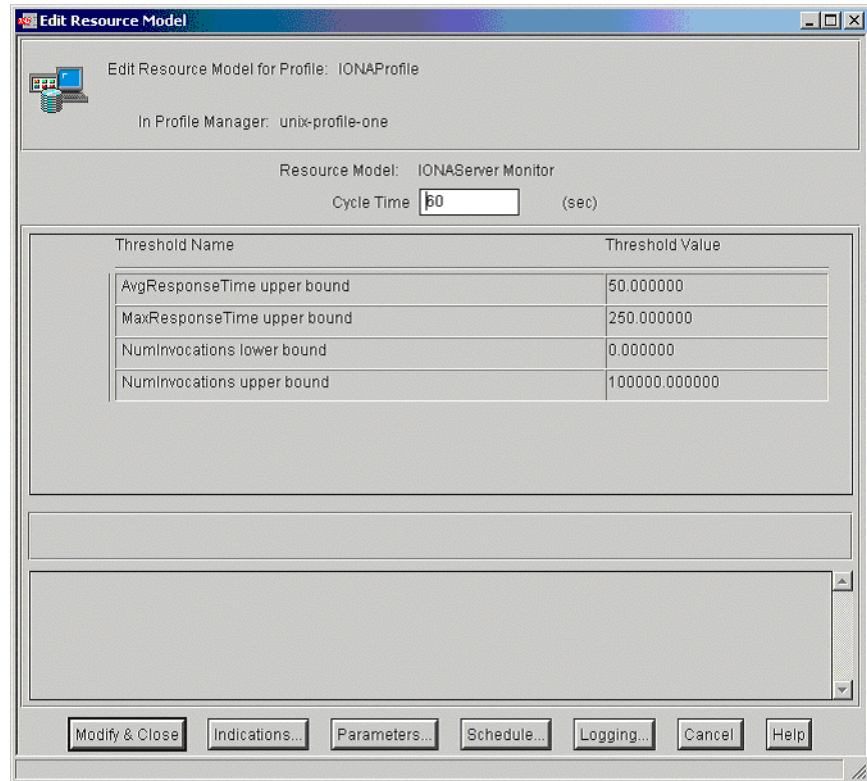 Edit Resource Model
Edit Resource Model for Profile: IONAProfile
In Profile Manager: unix-profile-one
Resource Model: IONAServer Monitor
Cycle Time 60 (sec)
Threshold Name Threshold Value
AvgResponseTime upper bound 50.000000
MaxResponseTime upper bound 250.000000
NumInvocations lower bound 0.000000
NumInvocations upper bound 100000.000000
Modify & Close Indications... Parameters... Schedule... Logging... Cancel Help